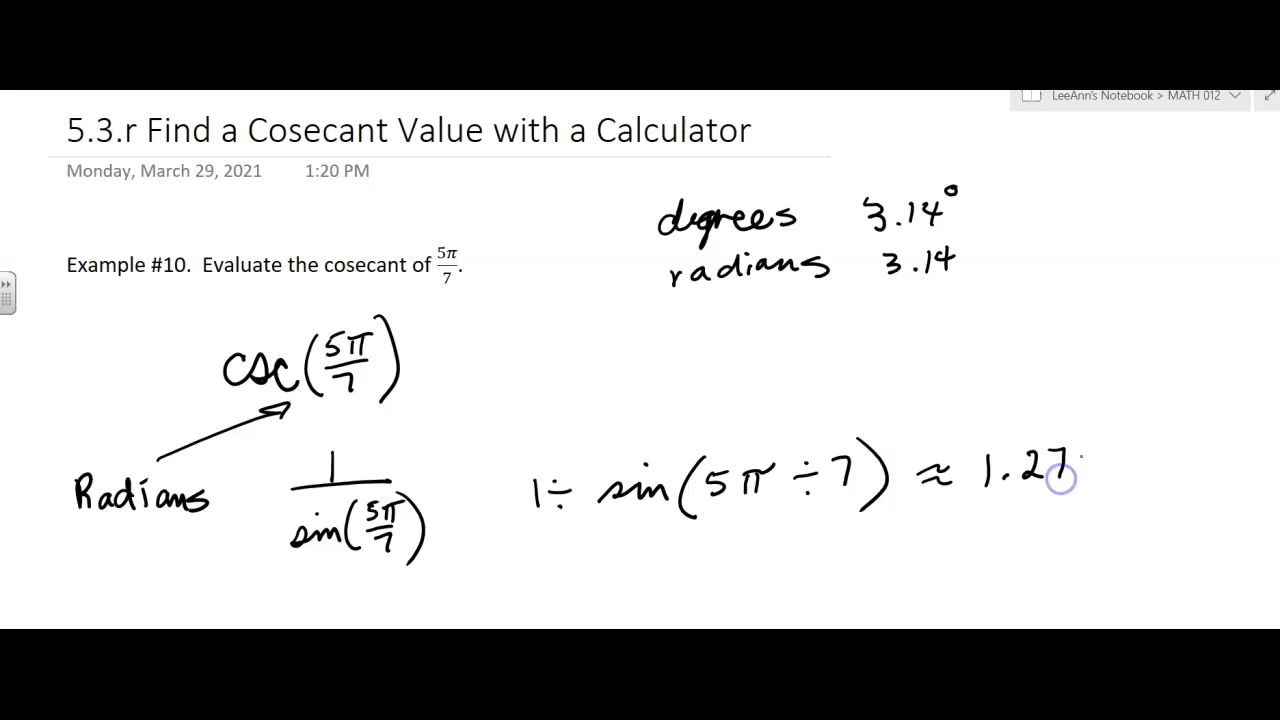 LeeAnn's Notebook > MATH 012
5.3.r Find a Cosecant Value with a Calculator
Monday, March 29, 2021 1:20 PM
degrees 3.14°
radians 3.14
Example #10. Evaluate the cosecant of 5π/7.
csc(5π/7)
Radians
1/sin(5π/7)
1÷ sin(5π÷7) ≈ 1.27